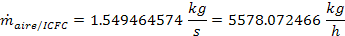 ṁ_aire/ICFC = 1.549464574 kg/s = 5578.072466 kg/h